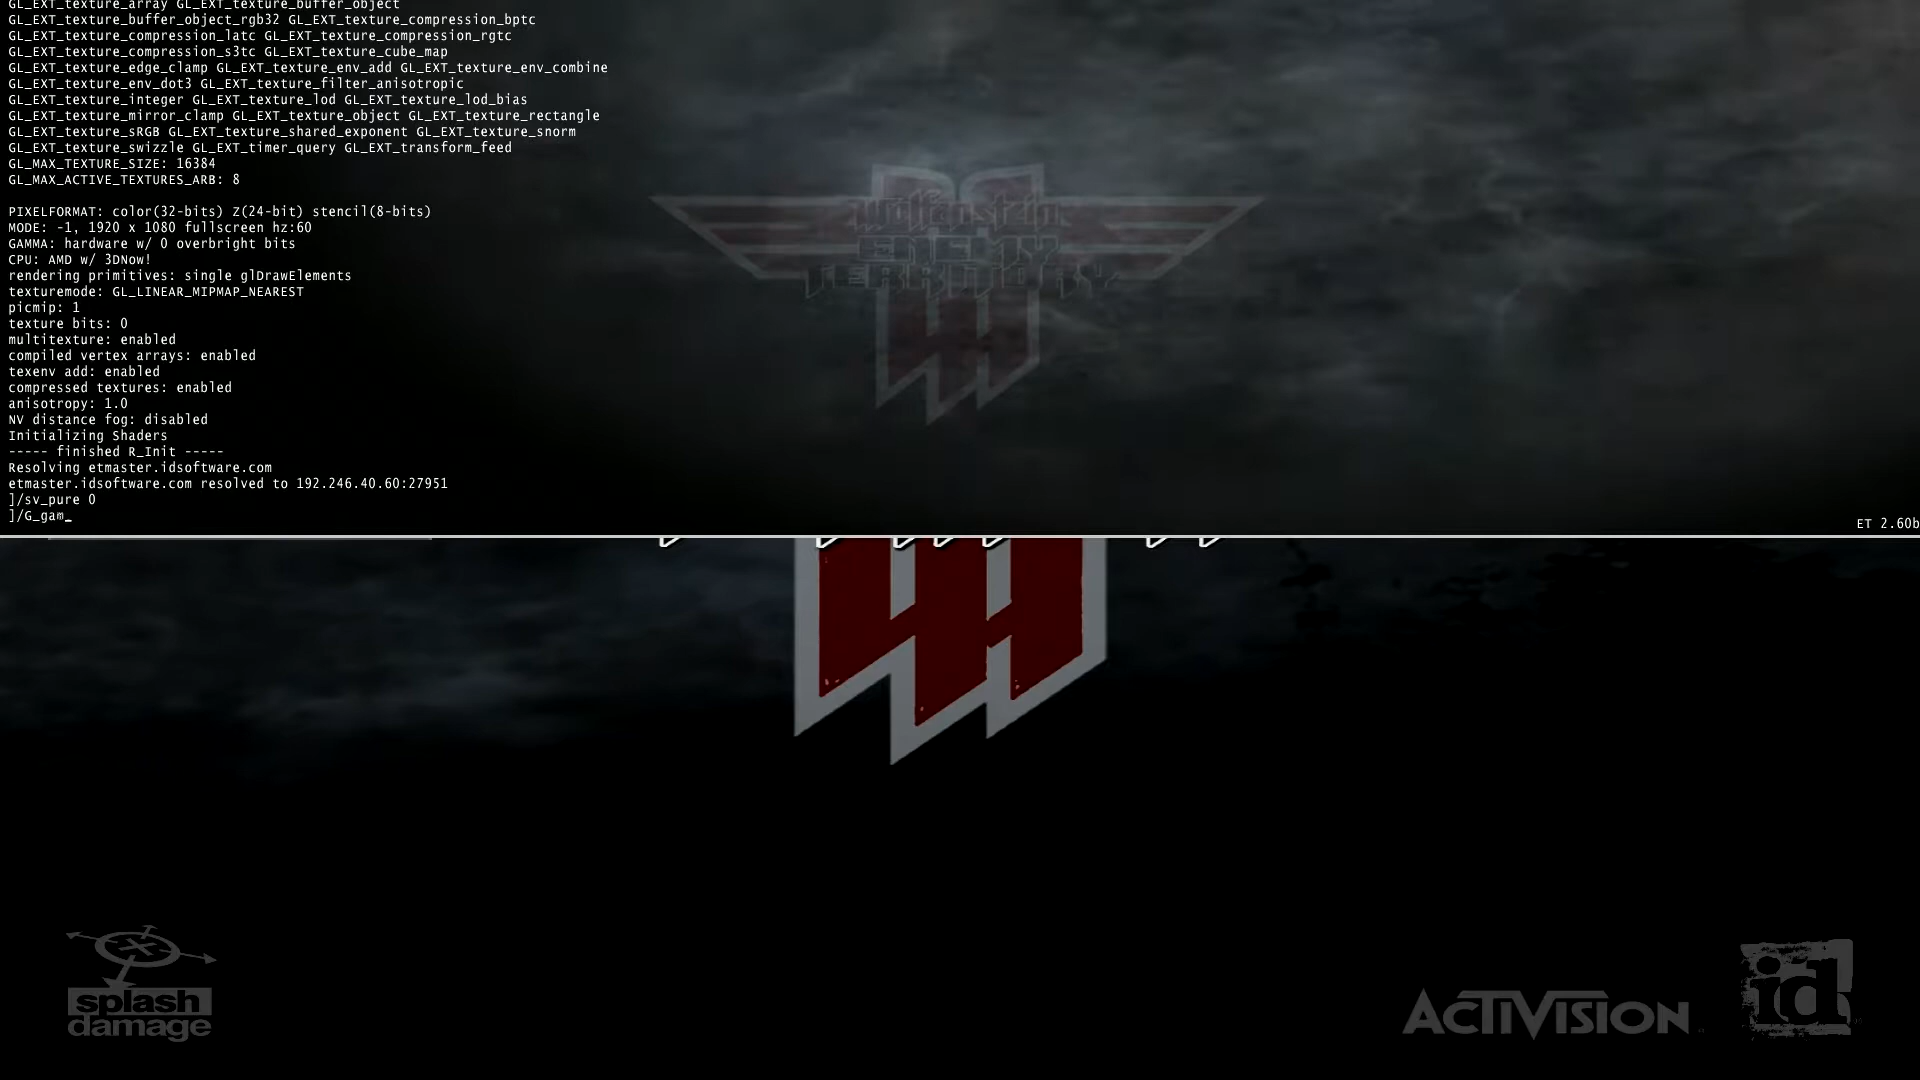 GL_EXT_texture_array GL_EXT_texture_buffer_object
GL_EXT_texture_buffer_object_rgb32 GL_EXT_texture_compression_bptc
GL_EXT_texture_compression_latc GL_EXT_texture_compression_rgtc
GL_EXT_texture_compression_s3tc GL_EXT_texture_cube_map
GL_EXT_texture_edge_clamp GL_EXT_texture_env_add GL_EXT_texture_env_combine
GL_EXT_texture_env_dot3 GL_EXT_texture_filter_anisotropic
GL_EXT_texture_integer GL_EXT_texture_lod GL_EXT_texture_lod_bias
GL_EXT_texture_mirror_clamp GL_EXT_texture_object GL_EXT_texture_rectangle
GL_EXT_texture_sRGB GL_EXT_texture_shared_exponent GL_EXT_texture_snorm
GL_EXT_texture_swizzle GL_EXT_timer_query GL_EXT_transform_feed
GL_MAX_TEXTURE_SIZE: 16384
GL_MAX_ACTIVE_TEXTURES_ARB: 8
PIXELFORMAT: color(32-bits) Z(24-bit) stencil(8-bits)
MODE: -1, 1920 x 1080 fullscreen hz:60
GAMMA: hardware w/ 0 overbright bits
CPU: AMD w/ 3DNow!
rendering primitives: single glDrawElements
texturemode: GL_LINEAR_MIPMAP_NEAREST
picmip: 1
texture bits: 0
multitexture: enabled
compiled vertex arrays: enabled
texenv add: enabled
compressed textures: enabled
anisotropy: 1.0
NV distance fog: disabled
Initializing Shaders
----- finished R_Init -----
Resolving etmaster.idsoftware.com
etmaster.idsoftware.com resolved to 192.246.40.60:27951
]/sv_pure 0
]/G_gam_
ET 2.60b
Wolfenstein
ENEMY
TERRITORY
splash
damage
ACTIVISION
id